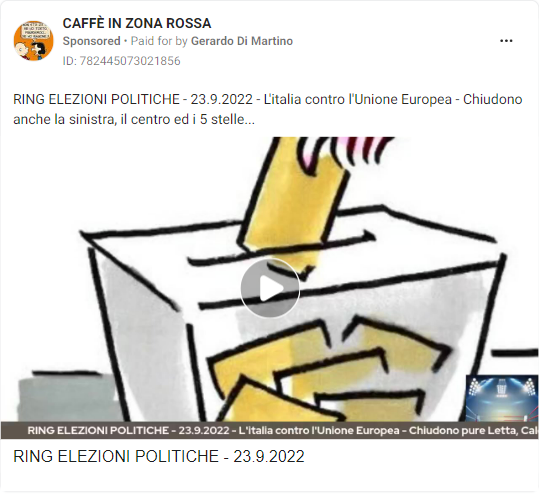 CAFFÈ IN ZONA ROSSA
Sponsored • Paid for by Gerardo Di Martino
ID: 782445073021856
RING ELEZIONI POLITICHE - 23.9.2022 - L'italia contro l'Unione Europea - Chiudono
anche la sinistra, il centro ed i 5 stelle...
RING ELEZIONI POLITICHE - 23.9.2022 - L'italia contro l'Unione Europea - Chiudono pure Letta, Cal
RING ELEZIONI POLITICHE - 23.9.2022